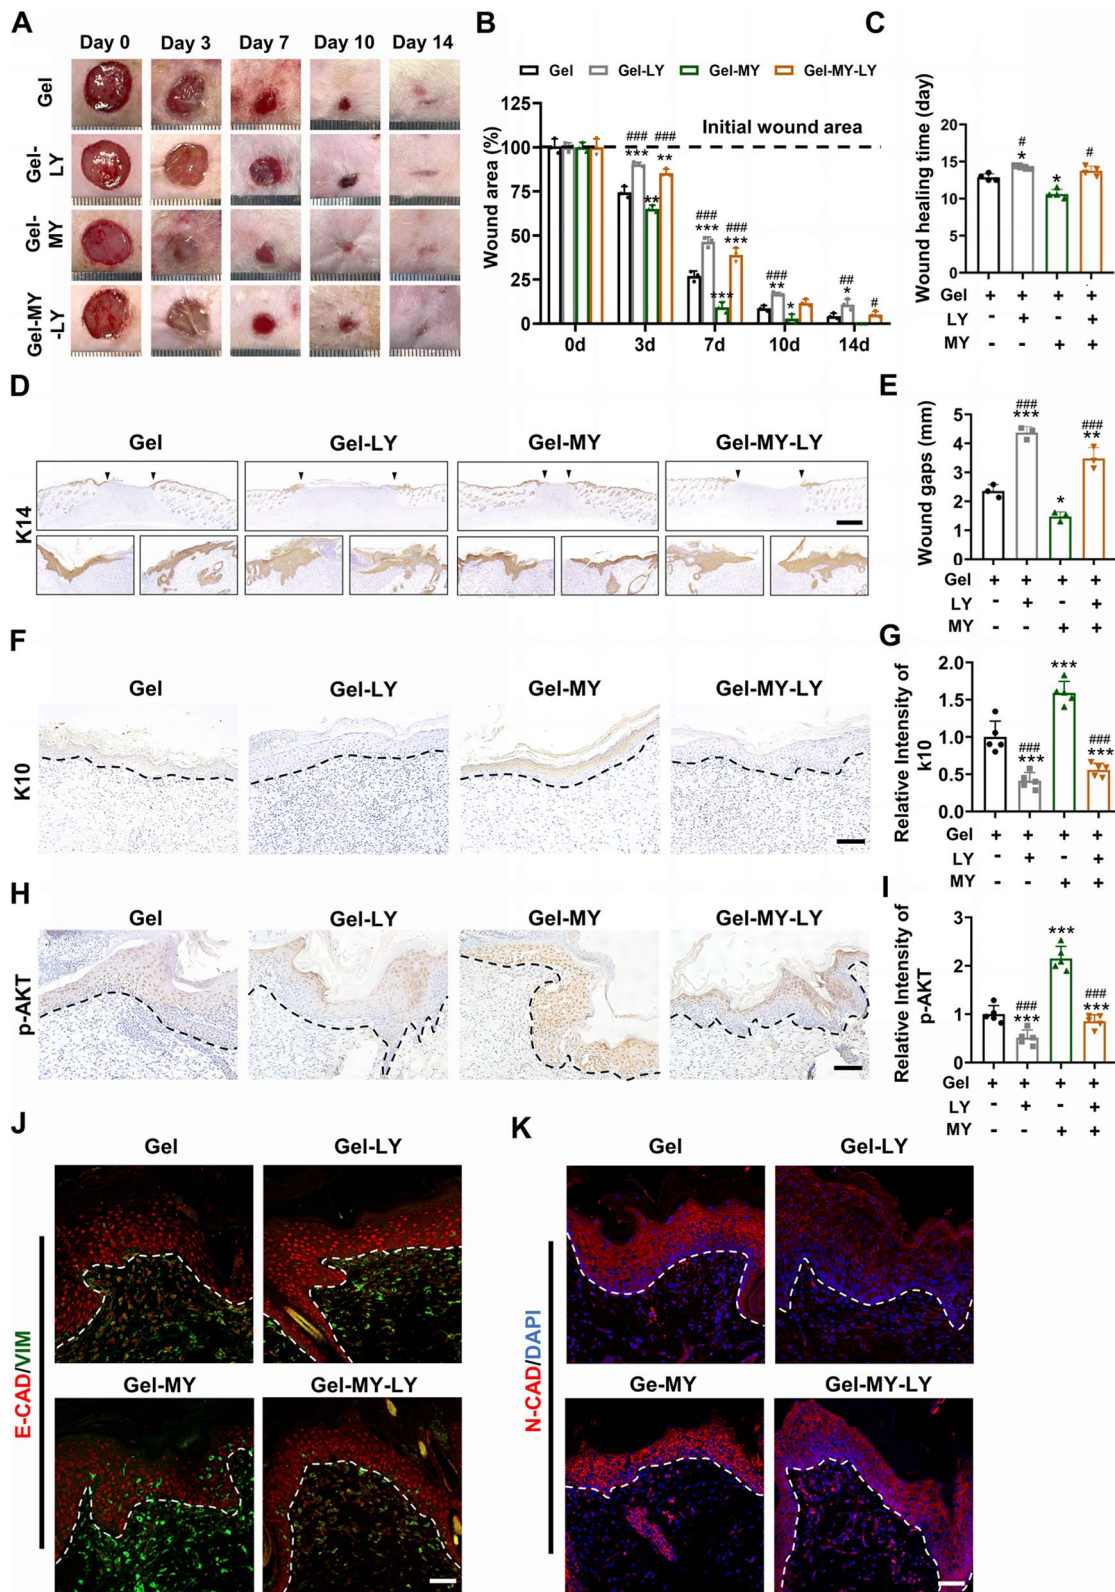 A
Day 0 Day 3 Day 7 Day 10 Day 14
Gel
Gel-
LY
Gel-
MY
Gel-MY
-LY
B
Gel Gel-LY Gel-MY Gel-MY-LY
Wound area (%)
125
100
75
50
25
0
Initial wound area
### ###
*** **
**
### ###
*** ***
***
###
**
*
##
* #
0d 3d 7d 10d 14d
C
Wound healing time (day)
20
15
10
5
0
# #
* *
Gel + + + +
LY - + - +
MY - - + +
D
Gel Gel-LY Gel-MY Gel-MY-LY
K14
E
Wound gaps (mm)
5
4
3
2
1
0
### ###
*** **
*
Gel + + + +
LY - + - +
MY - - + +
F
Gel Gel-LY Gel-MY Gel-MY-LY
K10
G
Relative Intensity of
k10
2.0
1.5
1.0
0.5
0.0
***
### ###
*** ***
Gel + + + +
LY - + - +
MY - - + +
H
Gel Gel-LY Gel-MY Gel-MY-LY
p-AKT
I
Relative Intensity of
p-AKT
3
2
1
0
***
### ###
*** ***
Gel + + + +
LY - + - +
MY - - + +
J
Gel Gel-LY
Gel-MY Gel-MY-LY
E-CAD/VIM
K
Gel Gel-LY
Ge-MY Gel-MY-LY
N-CAD/DAPI